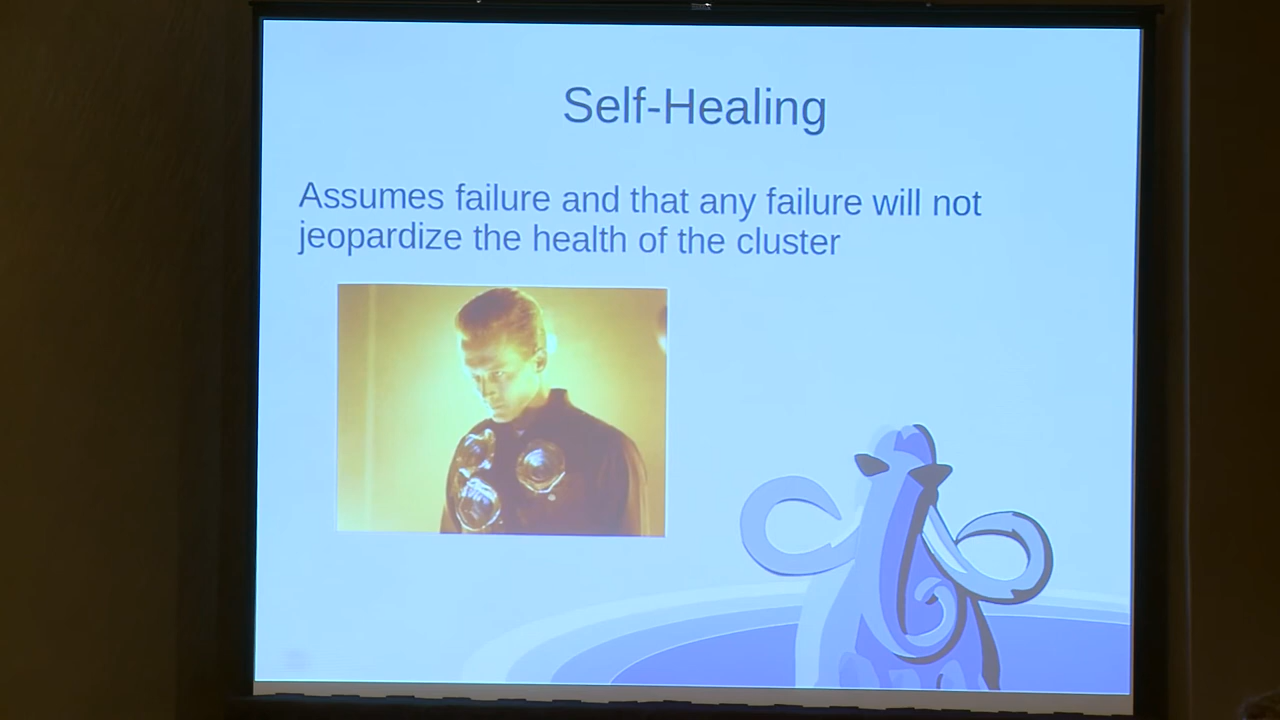 Self-Healing
Assumes failure and that any failure will not
jeopardize the health of the cluster